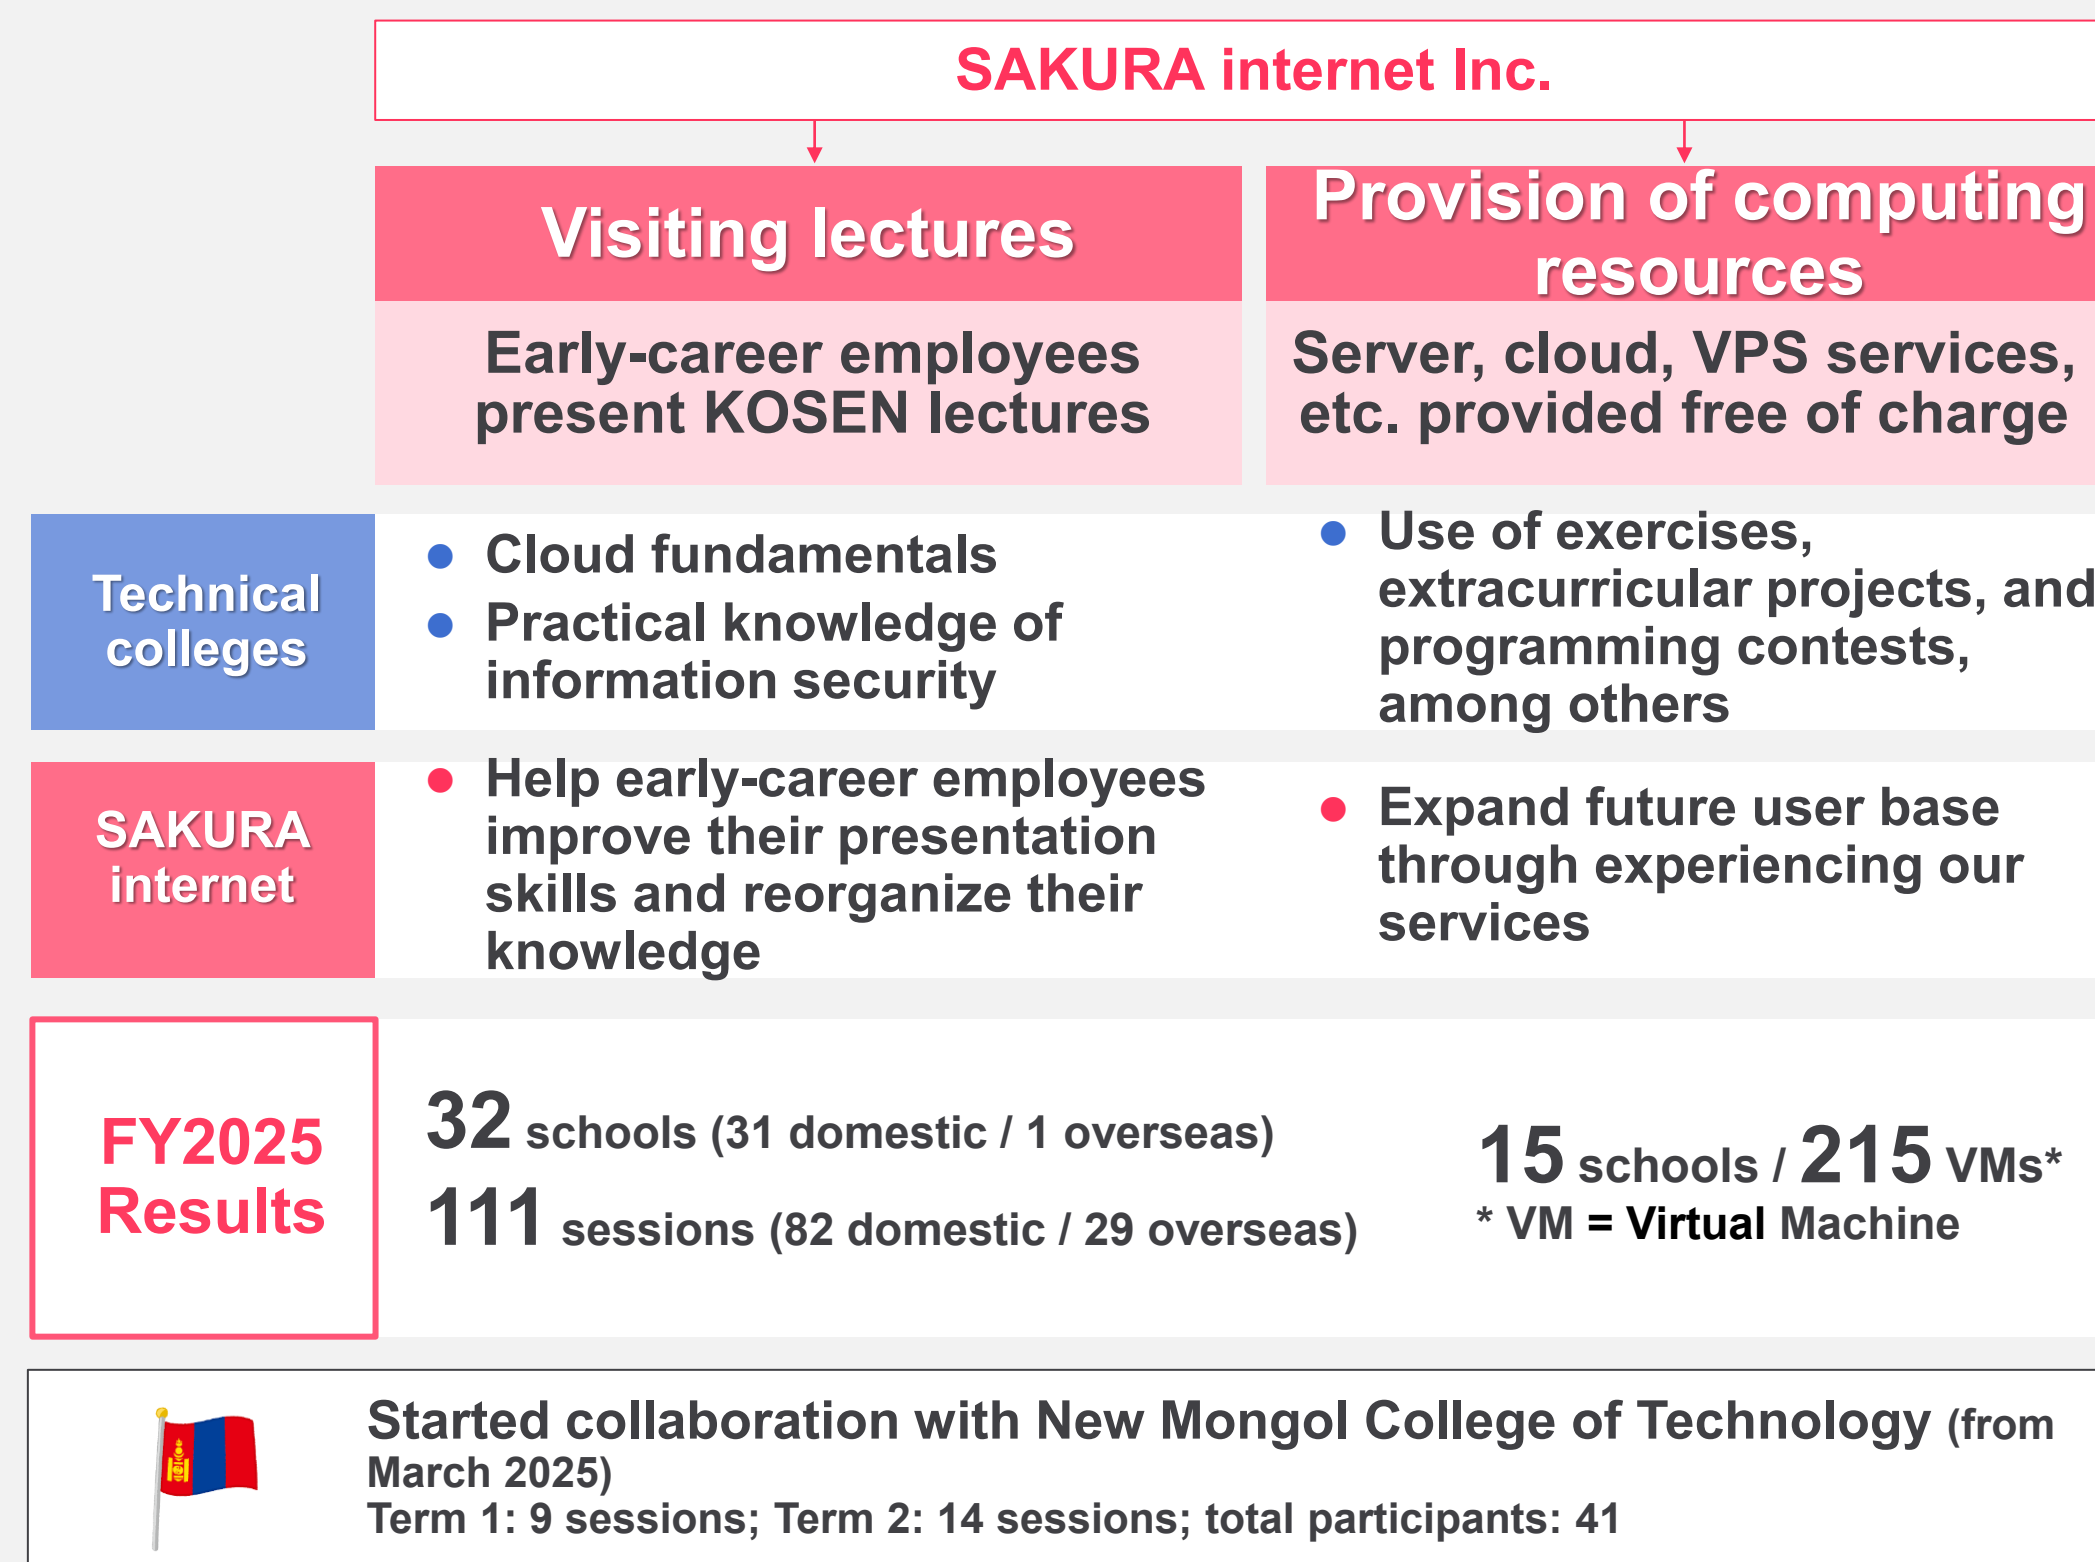 SAKURA internet Inc.
Visiting lectures
Provision of computing
resources
Early-career employees
present KOSEN lectures
Server, cloud, VPS services,
etc. provided free of charge
Technical
colleges
● Cloud fundamentals
● Practical knowledge of
information security
● Use of exercises,
extracurricular projects, and
programming contests,
among others
SAKURA
internet
● Help early-career employees
improve their presentation
skills and reorganize their
knowledge
● Expand future user base
through experiencing our
services
FY2025
Results
32 schools (31 domestic / 1 overseas)
111 sessions (82 domestic / 29 overseas)
15 schools / 215 VMs*
* VM = Virtual Machine
Started collaboration with New Mongol College of Technology (from
March 2025)
Term 1: 9 sessions; Term 2: 14 sessions; total participants: 41